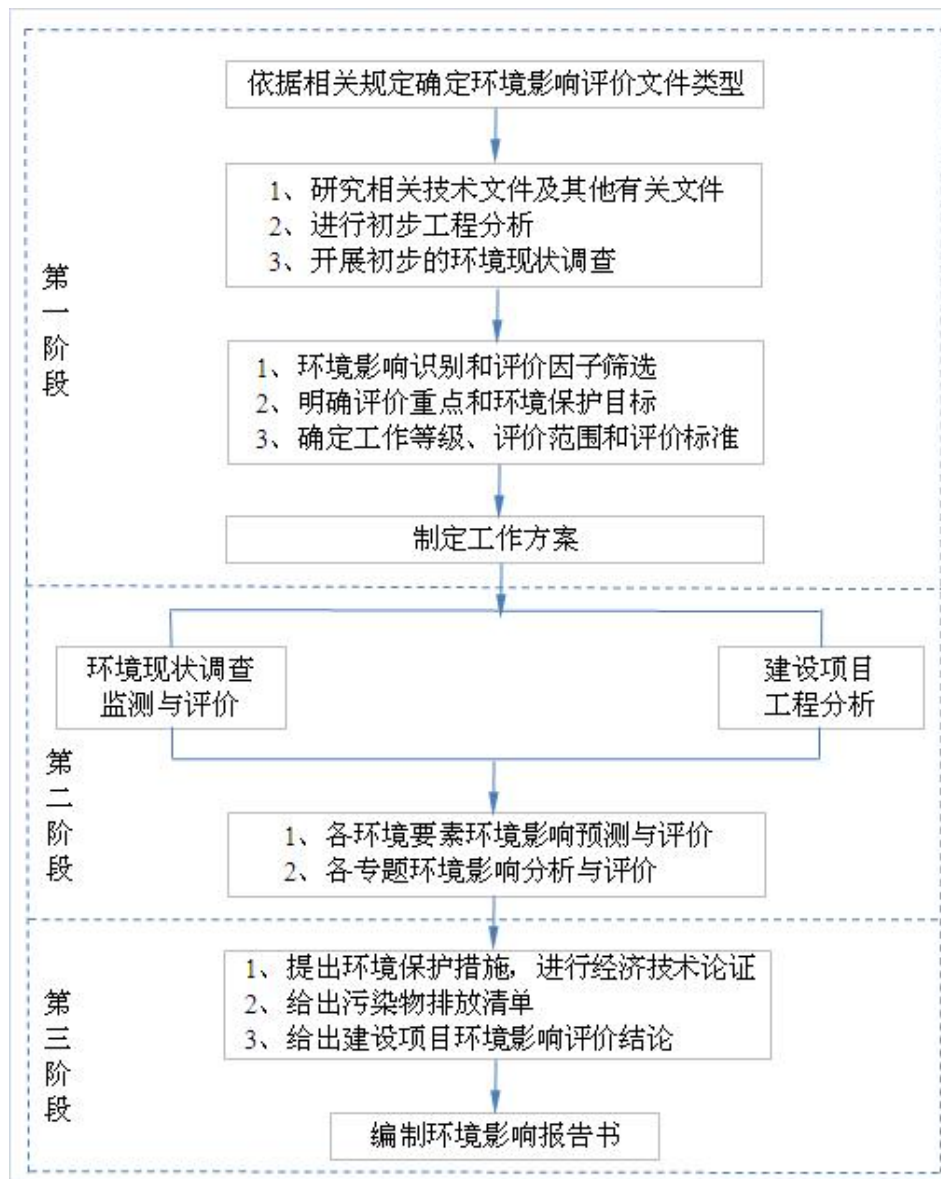 依据相关规定确定环境影响评价文件类型
1、研究相关技术文件及其他有关文件
2、进行初步工程分析
3、开展初步的环境现状调查
第一阶段
1、环境影响识别和评价因子筛选
2、明确评价重点和环境保护目标
3、确定工作等级、评价范围和评价标准
制定工作方案
环境现状调查
监测与评价
建设项目
工程分析
第二阶段
1、各环境要素环境影响预测与评价
2、各专题环境影响分析与评价
1、提出环境保护措施，进行经济技术论证
2、给出污染物排放清单
3、给出建设项目环境影响评价结论
第三阶段
编制环境影响报告书